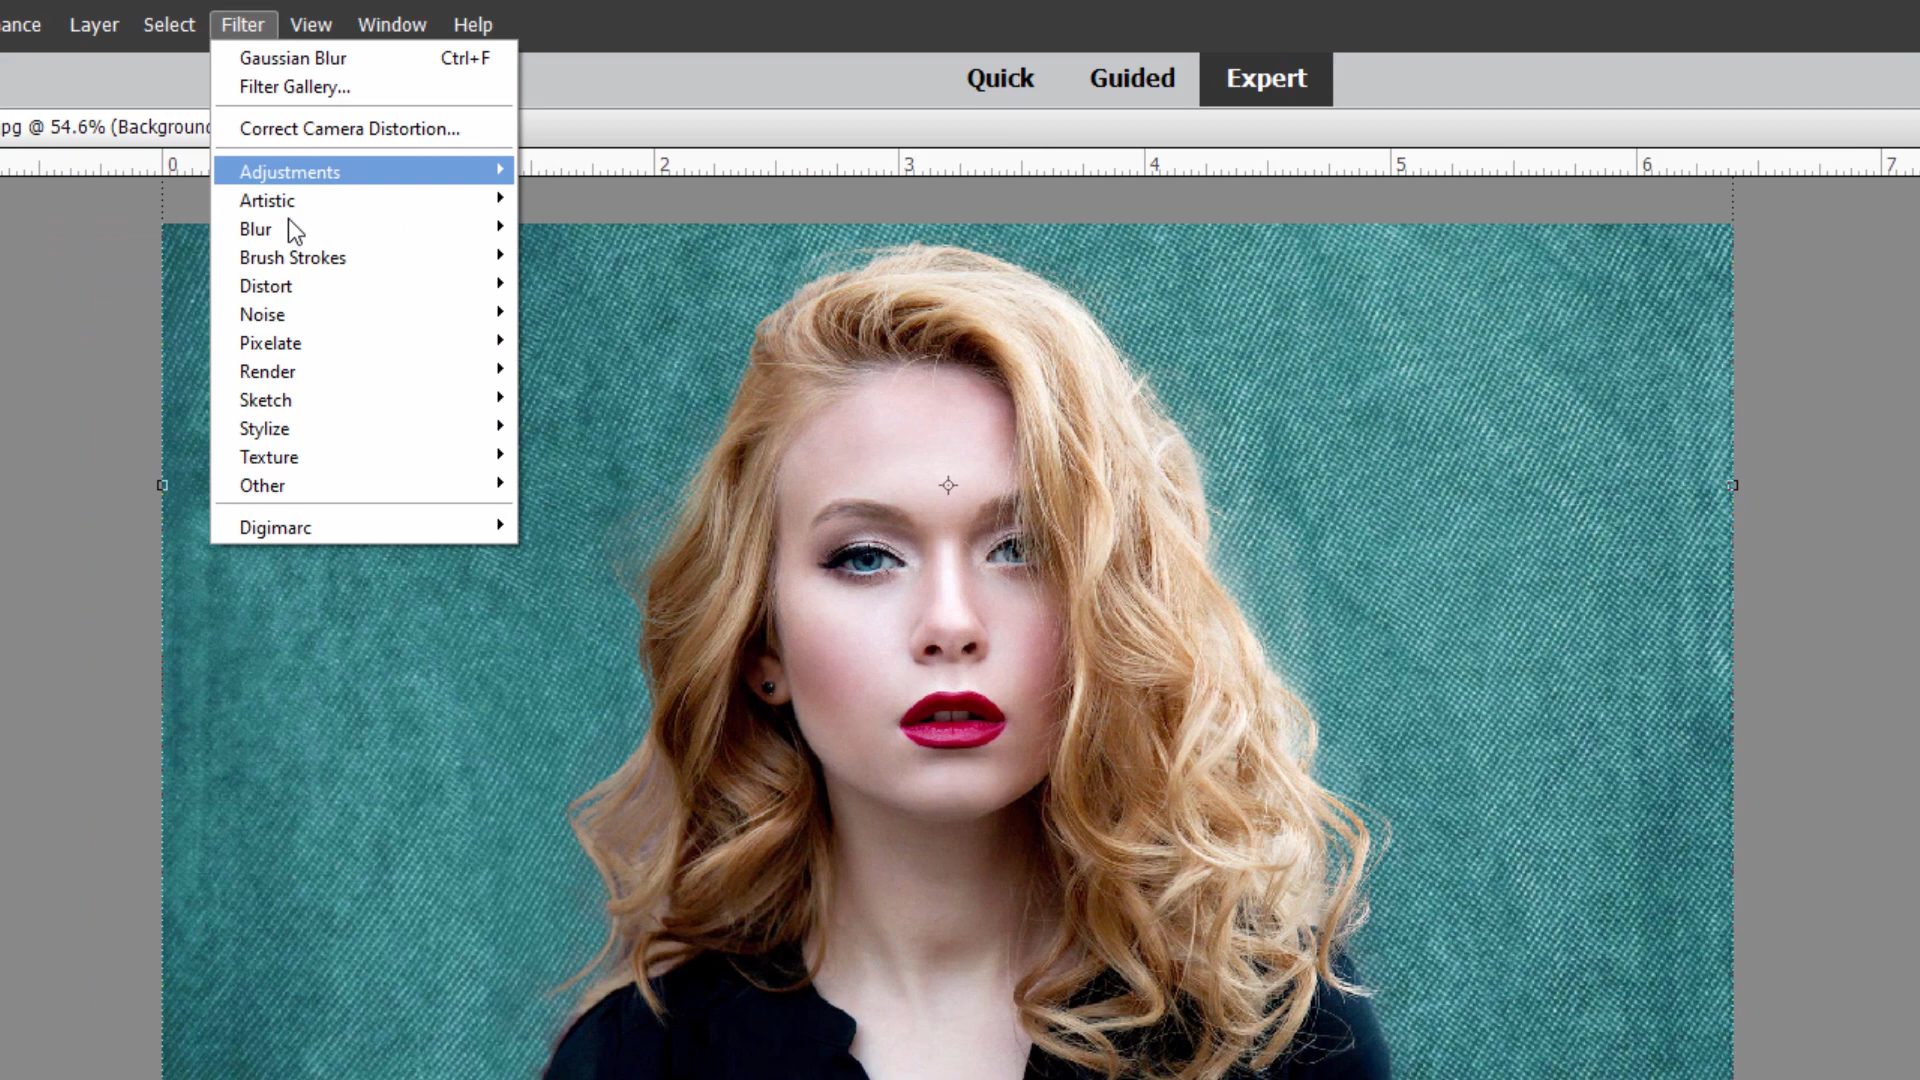 ance Layer Select Filter View Window Help
Gaussian Blur Ctrl+F
Filter Gallery...
Quick Guided Expert
Correct Camera Distortion...
pg @ 54.6% (Background
0 2 3 4 5 6 7
Adjustments
Artistic
Blur
Brush Strokes
Distort
Noise
Pixelate
Render
Sketch
Stylize
Texture
Other
Digimarc